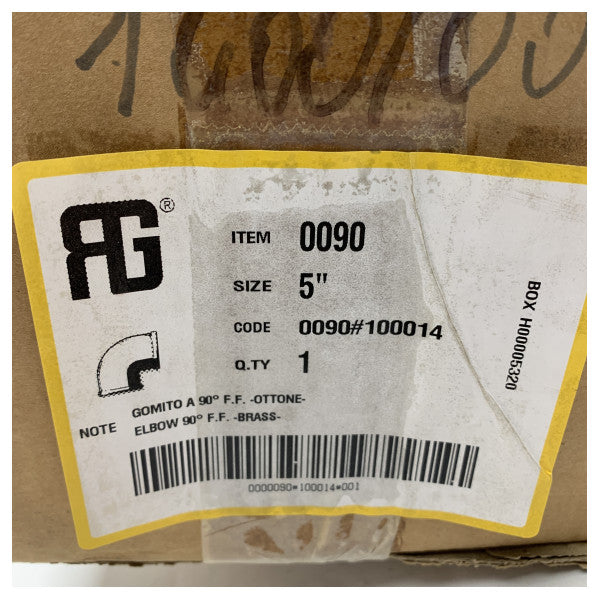 RG®
ITEM 0090
SIZE 5"
CODE 0090#100014
Q.TY 1
NOTE GOMITO A 90° F.F. -OTTONE-
ELBOW 90° F.F. -BRASS-
0000090*100014*001
BOX H00005320